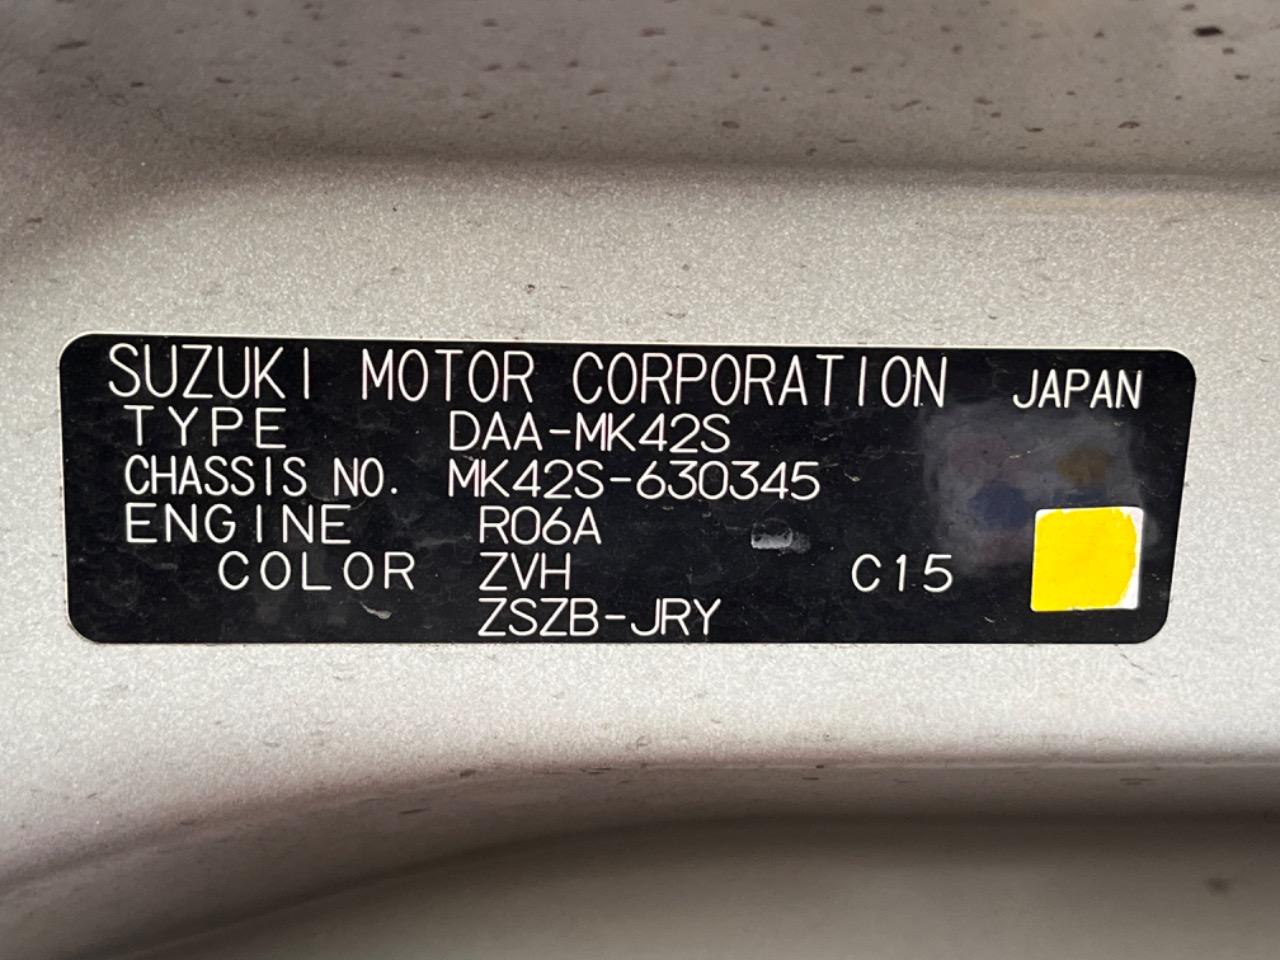 SUZUKI MOTOR CORPORATION JAPAN
TYPE DAA-MK42S
CHASSIS NO. MK42S-630345
ENGINE R06A
COLOR ZVH C15
ZSZB-JRY